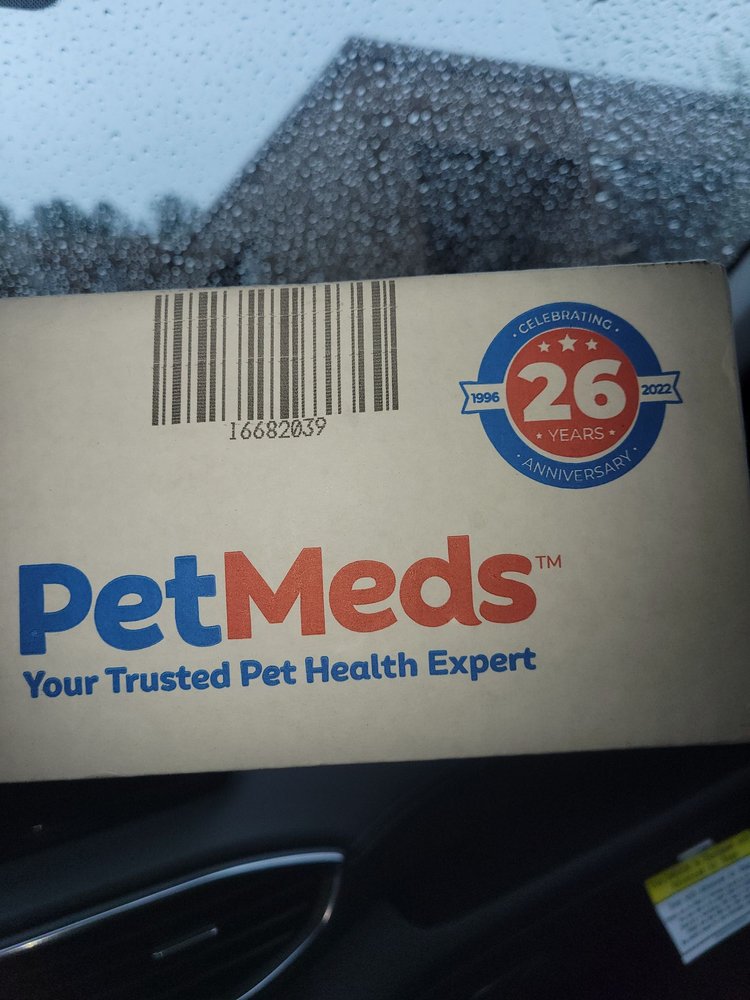 16682039
CELEBRATING
1996 26 2022
YEARS
ANNIVERSARY
PetMeds™
Your Trusted Pet Health Expert